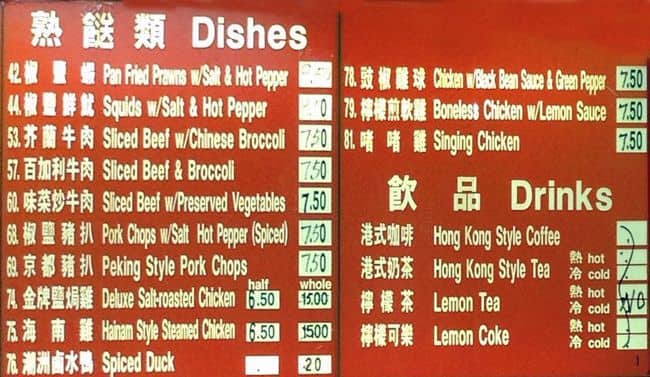 熟餸類 Dishes
42. 椒鹽蝦 Pan Fried Prawns w/Salt & Hot Pepper
44. 椒鹽鮮魷 Squids w/Salt & Hot Pepper
53. 芥蘭牛肉 Sliced Beef w/Chinese Broccoli 7.50
57. 百加利牛肉 Sliced Beef & Broccoli 7.50
60. 味菜炒牛肉 Sliced Beef w/Preserved Vegetables 7.50
68. 椒鹽豬扒 Pork Chops w/Salt Hot Pepper (Spiced) 7.50
69. 京都豬扒 Peking Style Pork Chops 7.50
half whole
74. 金牌鹽焗雞 Deluxe Salt-roasted Chicken 6.50 15.00
75. 海南雞 Hainam Style Steamed Chicken 6.50 1500
76. 潮洲鹵水鴨 Spiced Duck
78. 豉椒雞球 Chicken w/Black Bean Sauce & Green Pepper 7.50
79. 檸檬煎軟雞 Boneless Chicken w/Lemon Sauce 7.50
81. 啫啫雞 Singing Chicken 7.50
飲品 Drinks
港式咖啡 Hong Kong Style Coffee
港式奶茶 Hong Kong Style Tea 熱 hot 冷 cold
檸檬茶 Lemon Tea 熱 hot 冷 cold
檸檬可樂 Lemon Coke 熱 hot 冷 cold